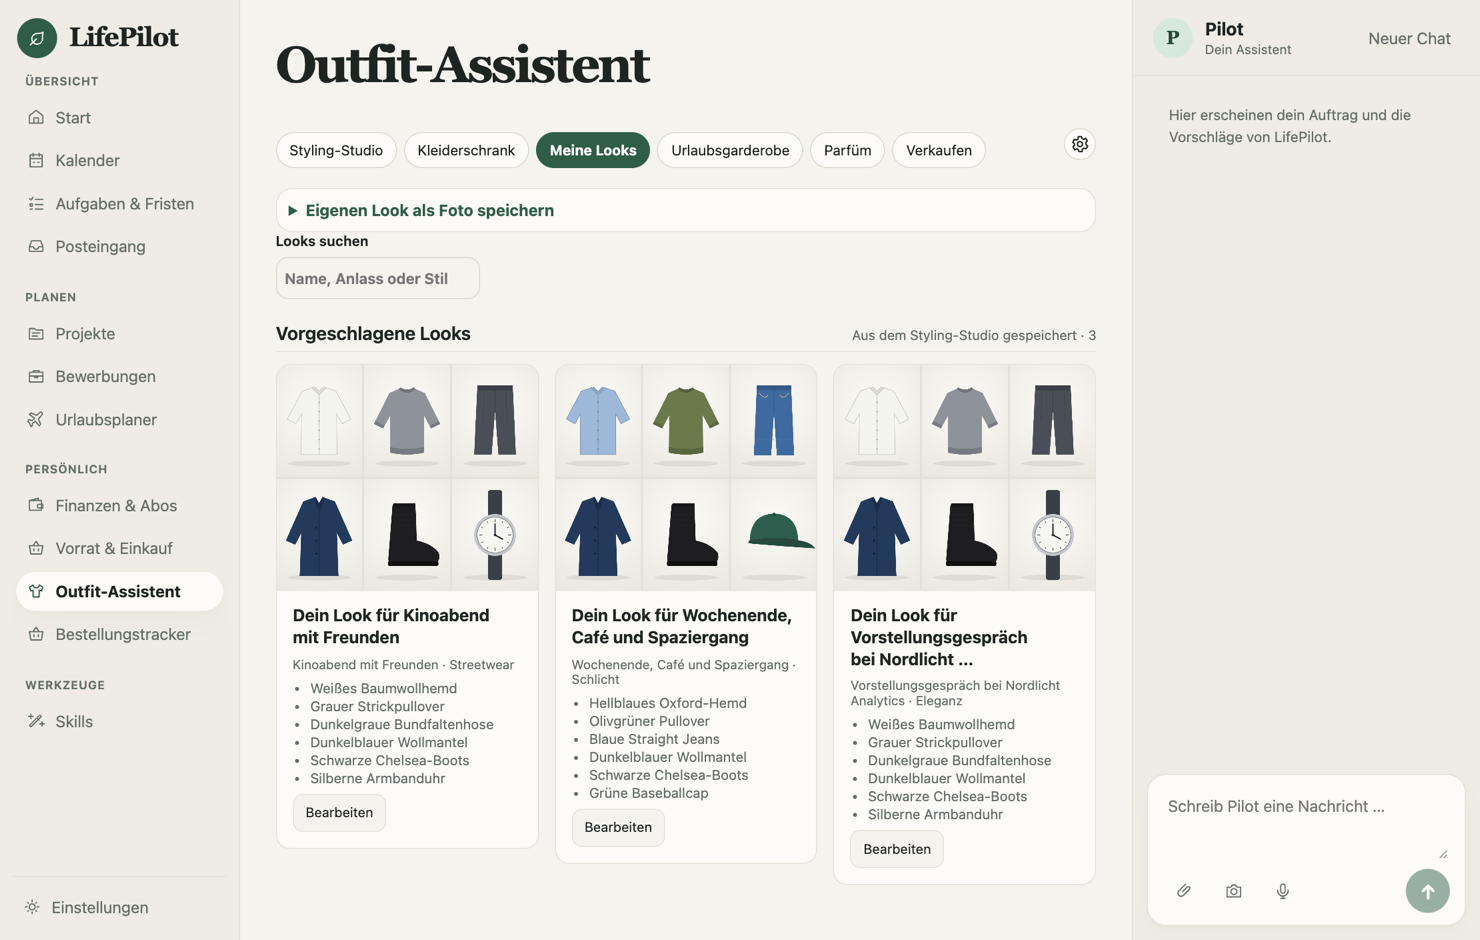 LifePilot
ÜBERSICHT
Start
Kalender
Aufgaben & Fristen
Posteingang
PLANEN
Projekte
Bewerbungen
Urlaubsplaner
PERSÖNLICH
Finanzen & Abos
Vorrat & Einkauf
Outfit-Assistent
Bestellungstracker
WERKZEUGE
Skills
Einstellungen
Outfit-Assistent
Styling-Studio
Kleiderschrank
Meine Looks
Urlaubsgarderobe
Parfüm
Verkaufen
Eigenen Look als Foto speichern
Looks suchen
Name, Anlass oder Stil
Vorgeschlagene Looks
Aus dem Styling-Studio gespeichert · 3
Dein Look für Kinoabend
mit Freunden
Kinoabend mit Freunden · Streetwear
• Weißes Baumwollhemd
• Grauer Strickpullover
• Dunkelgraue Bundfaltenhose
• Dunkelblauer Wollmantel
• Schwarze Chelsea-Boots
• Silberne Armbanduhr
Bearbeiten
Dein Look für Wochenende,
Café und Spaziergang
Wochenende, Café und Spaziergang ·
Schlicht
• Hellblaues Oxford-Hemd
• Olivgrüner Pullover
• Blaue Straight Jeans
• Dunkelblauer Wollmantel
• Schwarze Chelsea-Boots
• Grüne Baseballcap
Bearbeiten
Dein Look für
Vorstellungsgespräch
bei Nordlicht ...
Vorstellungsgespräch bei Nordlicht
Analytics · Eleganz
• Weißes Baumwollhemd
• Grauer Strickpullover
• Dunkelgraue Bundfaltenhose
• Dunkelblauer Wollmantel
• Schwarze Chelsea-Boots
• Silberne Armbanduhr
Bearbeiten
P
Pilot
Dein Assistent
Neuer Chat
Hier erscheinen dein Auftrag und die
Vorschläge von LifePilot.
Schreib Pilot eine Nachricht ...